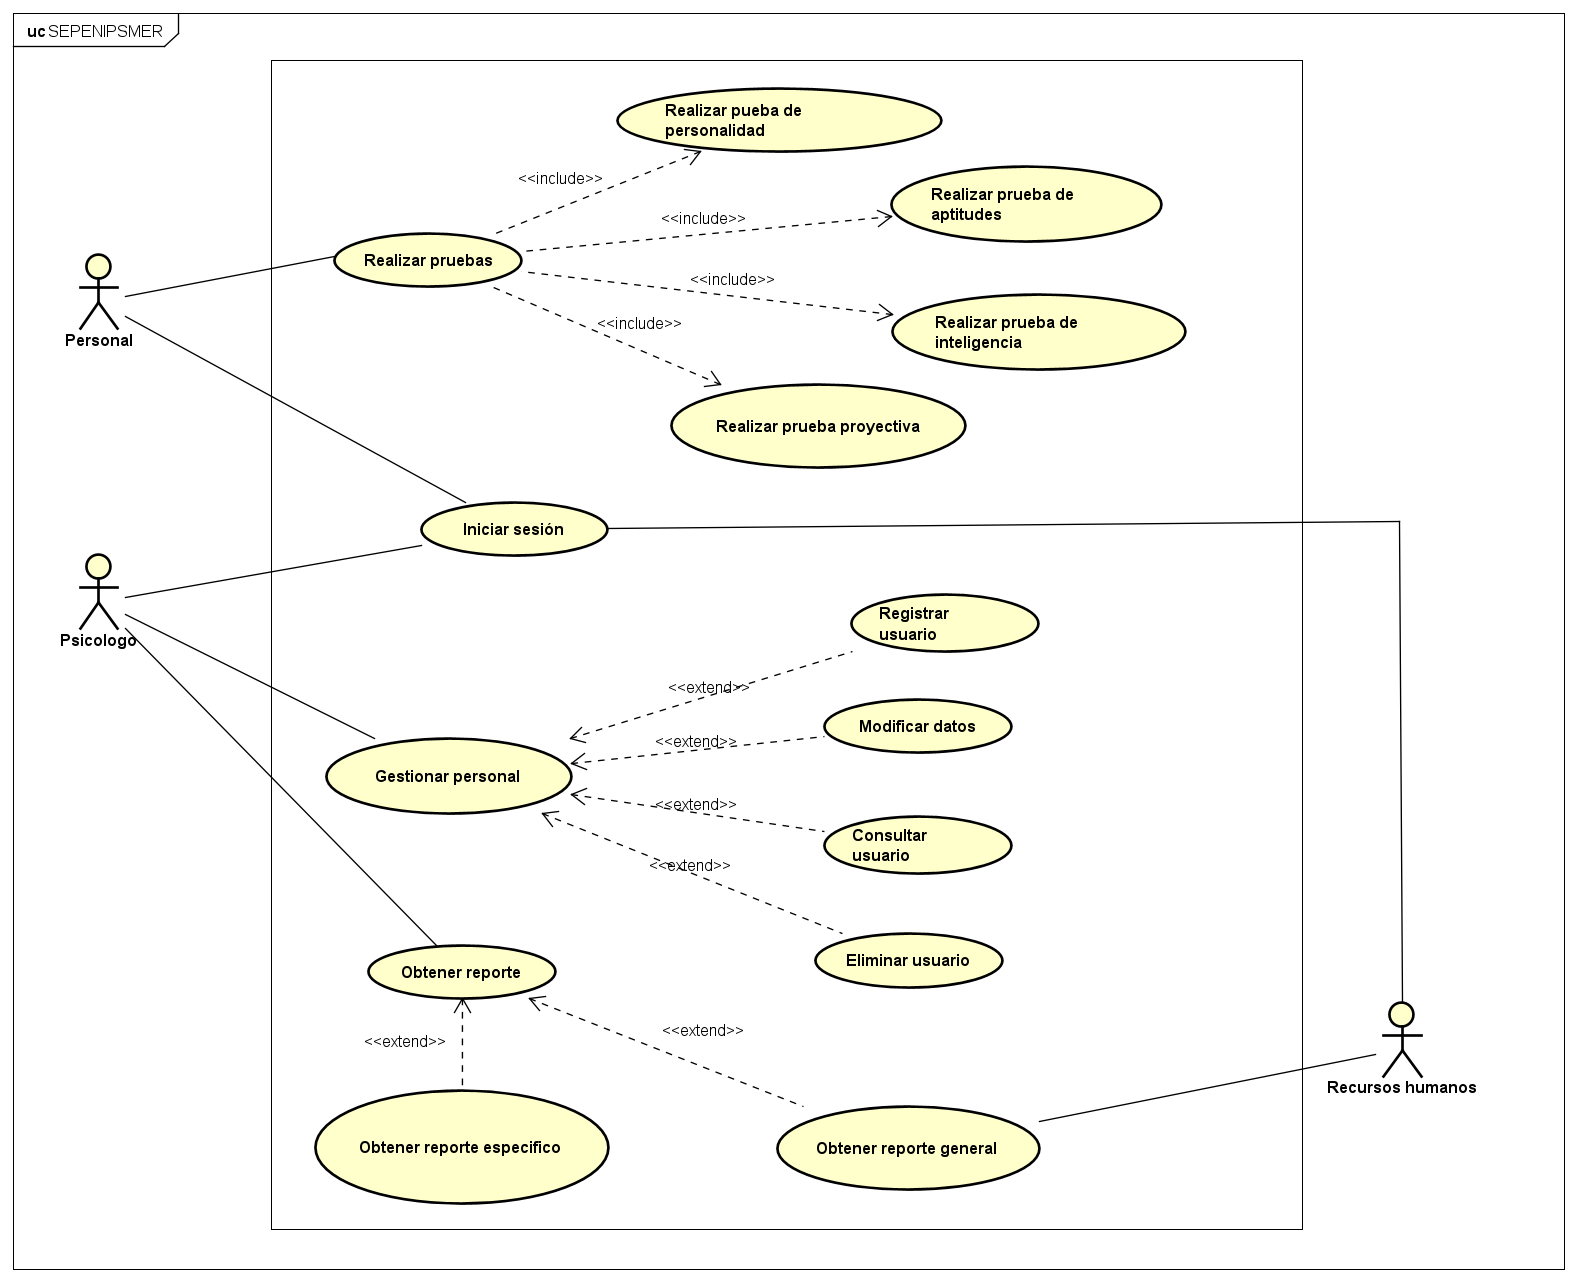 uc SEPENIPSMER
Realizar pueba de
personalidad
<<include>>
Realizar prueba de
aptitudes
<<include>>
Realizar pruebas
<<include>>
Realizar prueba de
inteligencia
<<include>>
Personal
Realizar prueba proyectiva
Iniciar sesión
Psicologo
Registrar
usuario
<<extend>>
Modificar datos
<<extend>>
Gestionar personal
<<extend>>
Consultar
usuario
<<extend>>
Eliminar usuario
Obtener reporte
<<extend>>
<<extend>>
Recursos humanos
Obtener reporte especifico
Obtener reporte general